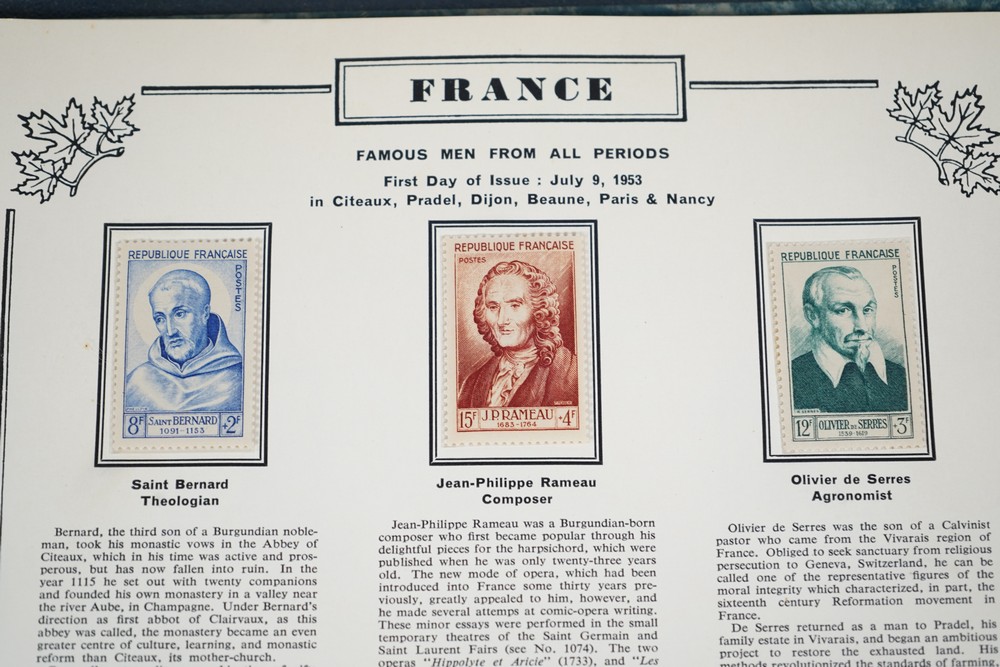 FRANCE
FAMOUS MEN FROM ALL PERIODS
First Day of Issue : July 9, 1953
in Citeaux, Pradel, Dijon, Beaune, Paris & Nancy
REPUBLIQUE FRANÇAISE
POSTES
8F SAINT BERNARD +2F
1091-1153
REPUBLIQUE FRANÇAISE
POSTES
15F J.P. RAMEAU +4F
1683-1764
REPUBLIQUE FRANÇAISE
POSTES
12F OLIVIER DE SERRES +3F
1539-1619
Saint Bernard
Theologian
Bernard, the third son of a Burgundian noble-
man, took his monastic vows in the Abbey of
Citeaux, which in his time was active and pros-
perous, but has now fallen into ruin. In the
year 1115 he set out with twenty companions
and founded his own monastery in a valley near
the river Aube, in Champagne. Under Bernard's
direction as first abbot of Clairvaux, as this
abbey was called, the monastery became an even
greater centre of culture, learning, and monastic
reform than Citeaux, its mother-church.
Jean-Philippe Rameau
Composer
Jean-Philippe Rameau was a Burgundian-born
composer who first became popular through his
delightful pieces for the harpsichord, which were
published when he was only twenty-three years
old. The new mode of opera, which had been
introduced into France some thirty years pre-
viously, greatly appealed to him, however, and
he made several attemps at comic-opera writing.
These minor essays were performed in the small
temporary theatres of the Saint Germain and
Saint Laurent Fairs (see No. 1074). The two
operas "Hippolyte et Aricie" (1733), and "Les
Olivier de Serres
Agronomist
Olivier de Serres was the son of a Calvinist
pastor who came from the Vivarais region of
France. Obliged to seek sanctuary from religious
persecution to Geneva, Switzerland, he can be
called one of the representative figures of the
moral integrity which characterized, in part, the
sixteenth century Reformation movement in
France.
De Serres returned as a man to Pradel, his
family estate in Vivarais, and began an ambitious
project to restore the exhausted land. His
methods revolutionized the standards of farming